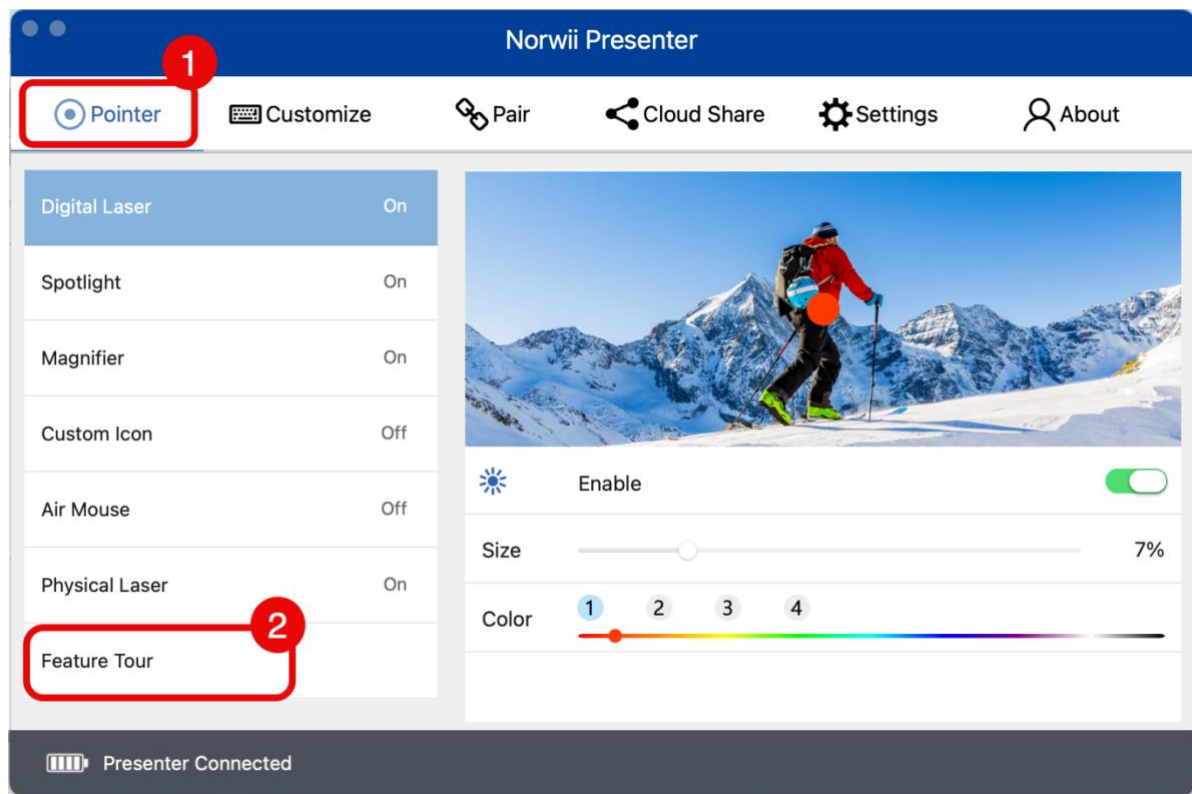 Norwii Presenter
1
Pointer Customize Pair Cloud Share Settings About
Digital Laser On
Spotlight On
Magnifier On
Custom Icon Off
Air Mouse Off
Physical Laser On
2
Feature Tour
Enable
Size 7%
Color 1 2 3 4
Presenter Connected